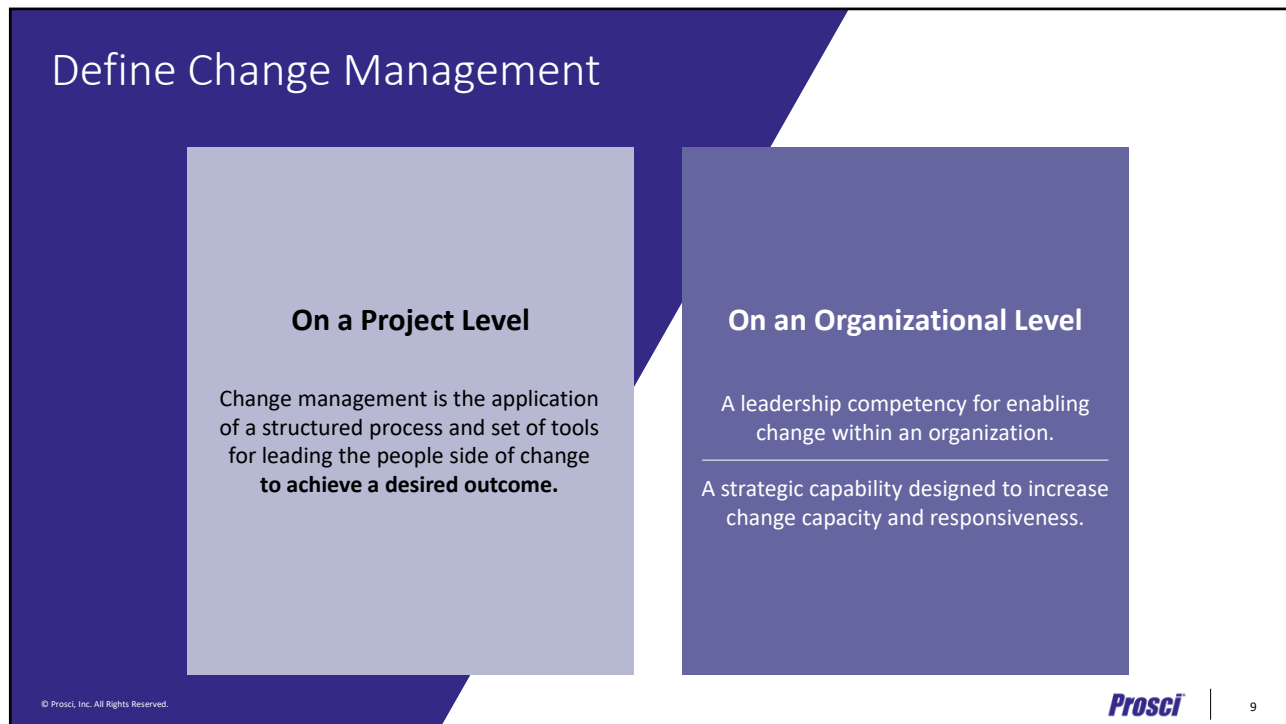 Define Change Management
On a Project Level
Change management is the application
of a structured process and set of tools
for leading the people side of change
to achieve a desired outcome.
On an Organizational Level
A leadership competency for enabling
change within an organization.
A strategic capability designed to increase
change capacity and responsiveness.
© Prosci, Inc. All Rights Reserved.
Prosci
9